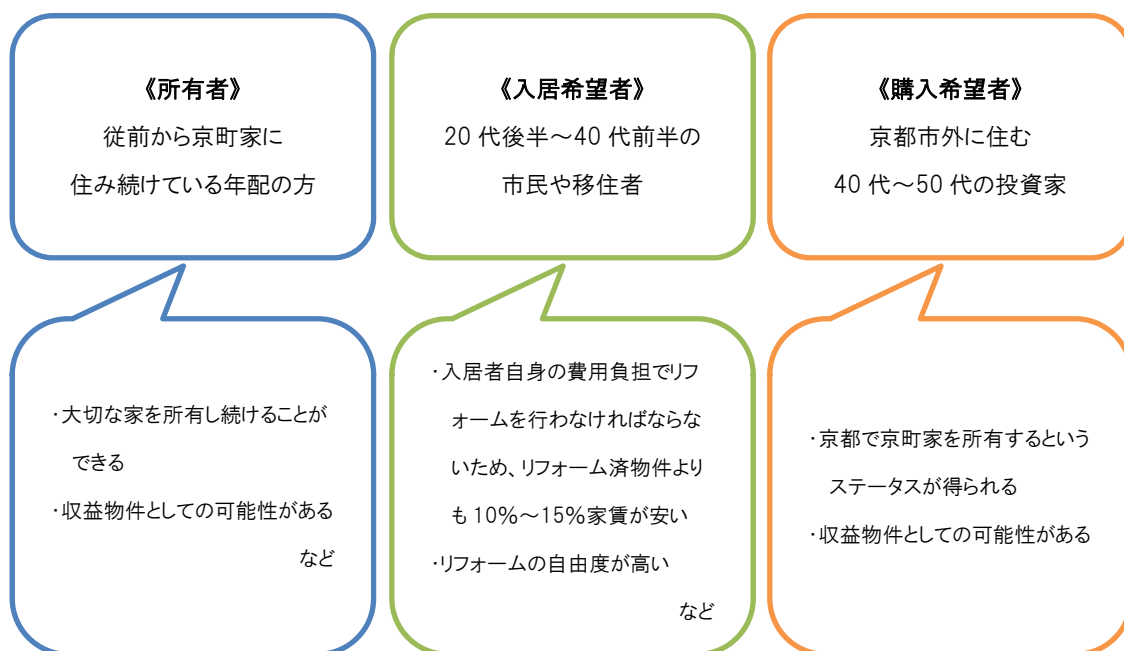 《所有者》
従前から京町家に
住み続けている年配の方
《入居希望者》
20 代後半～40 代前半の
市民や移住者
《購入希望者》
京都市外に住む
40 代～50 代の投資家
・大切な家を所有し続けることが
できる
・収益物件としての可能性がある
など
・入居者自身の費用負担でリフ
ォームを行わなければならな
いため、リフォーム済物件より
も 10％～15％家賃が安い
・リフォームの自由度が高い
など
・京都で京町家を所有するという
ステータスが得られる
・収益物件としての可能性がある